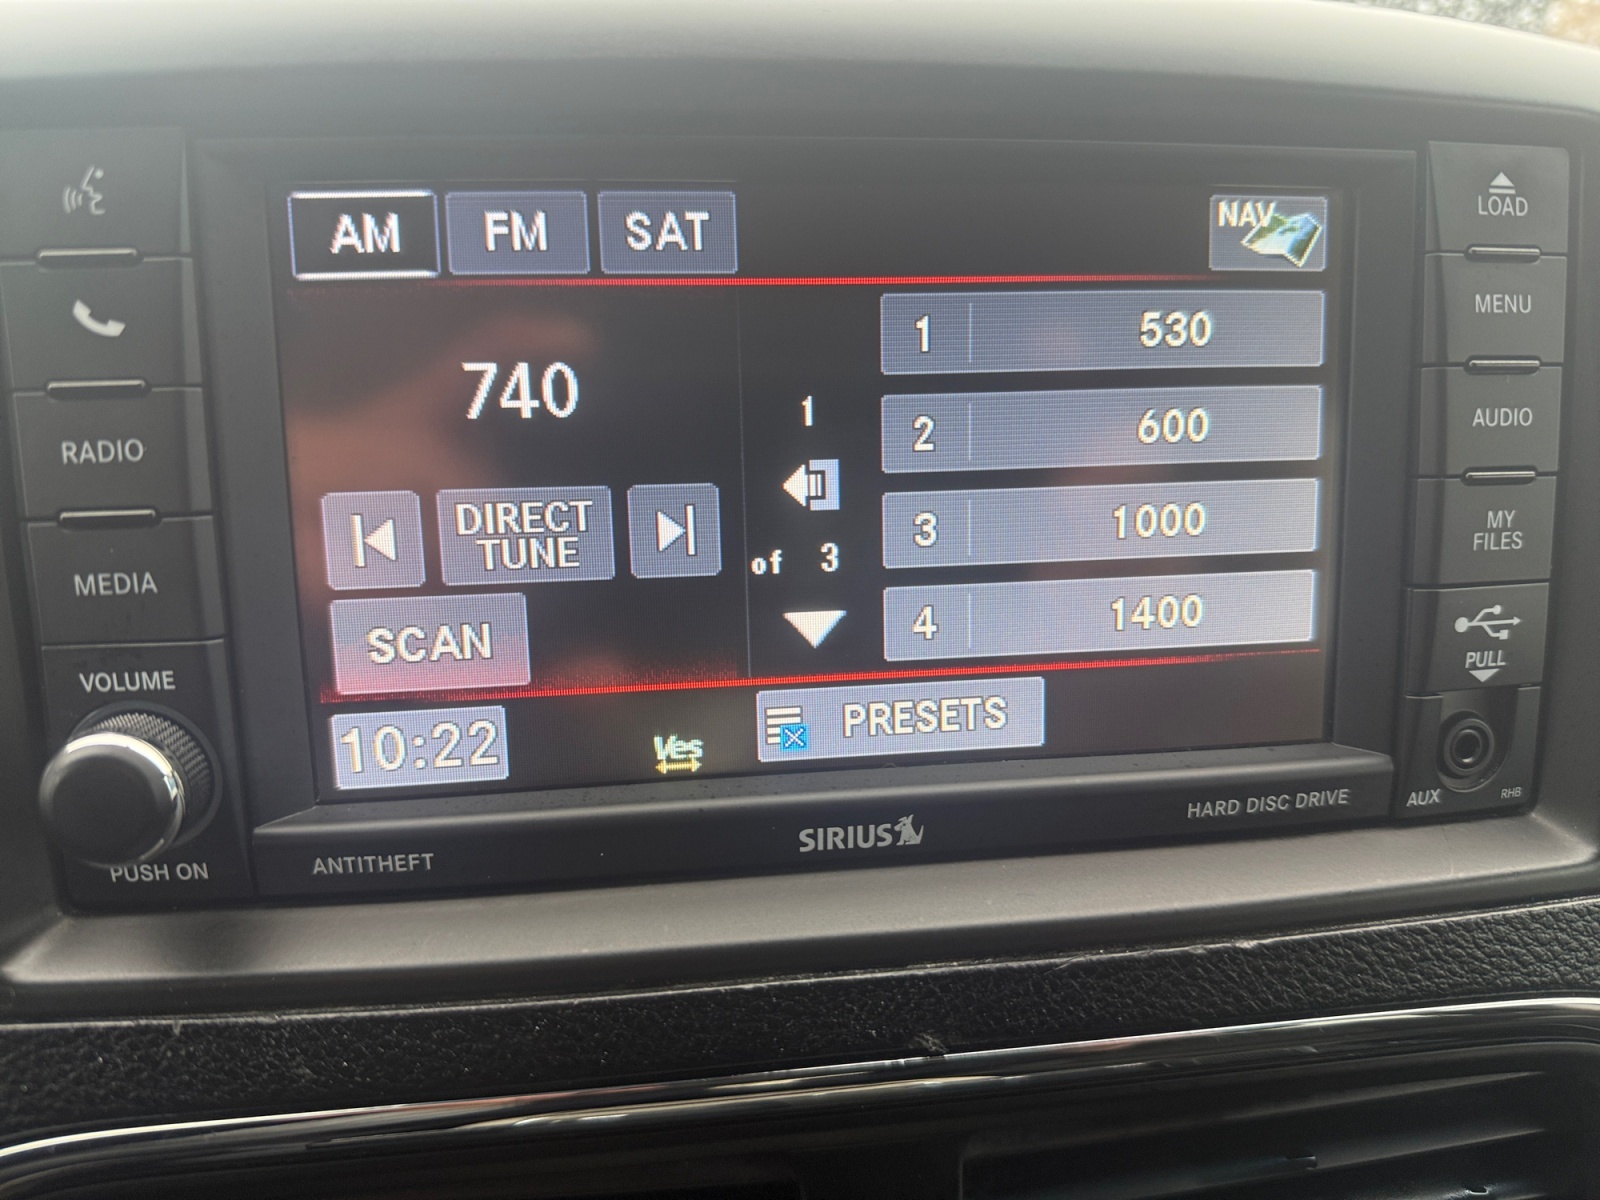 AM FM SAT NAV
LOAD
MENU
AUDIO
MY
FILES
PULL
AUX RHB
RADIO
MEDIA
VOLUME
PUSH ON
740
DIRECT
TUNE
SCAN
1
of 3
1 530
2 600
3 1000
4 1400
10:22
Ves
PRESETS
ANTITHEFT
SIRIUS
HARD DISC DRIVE